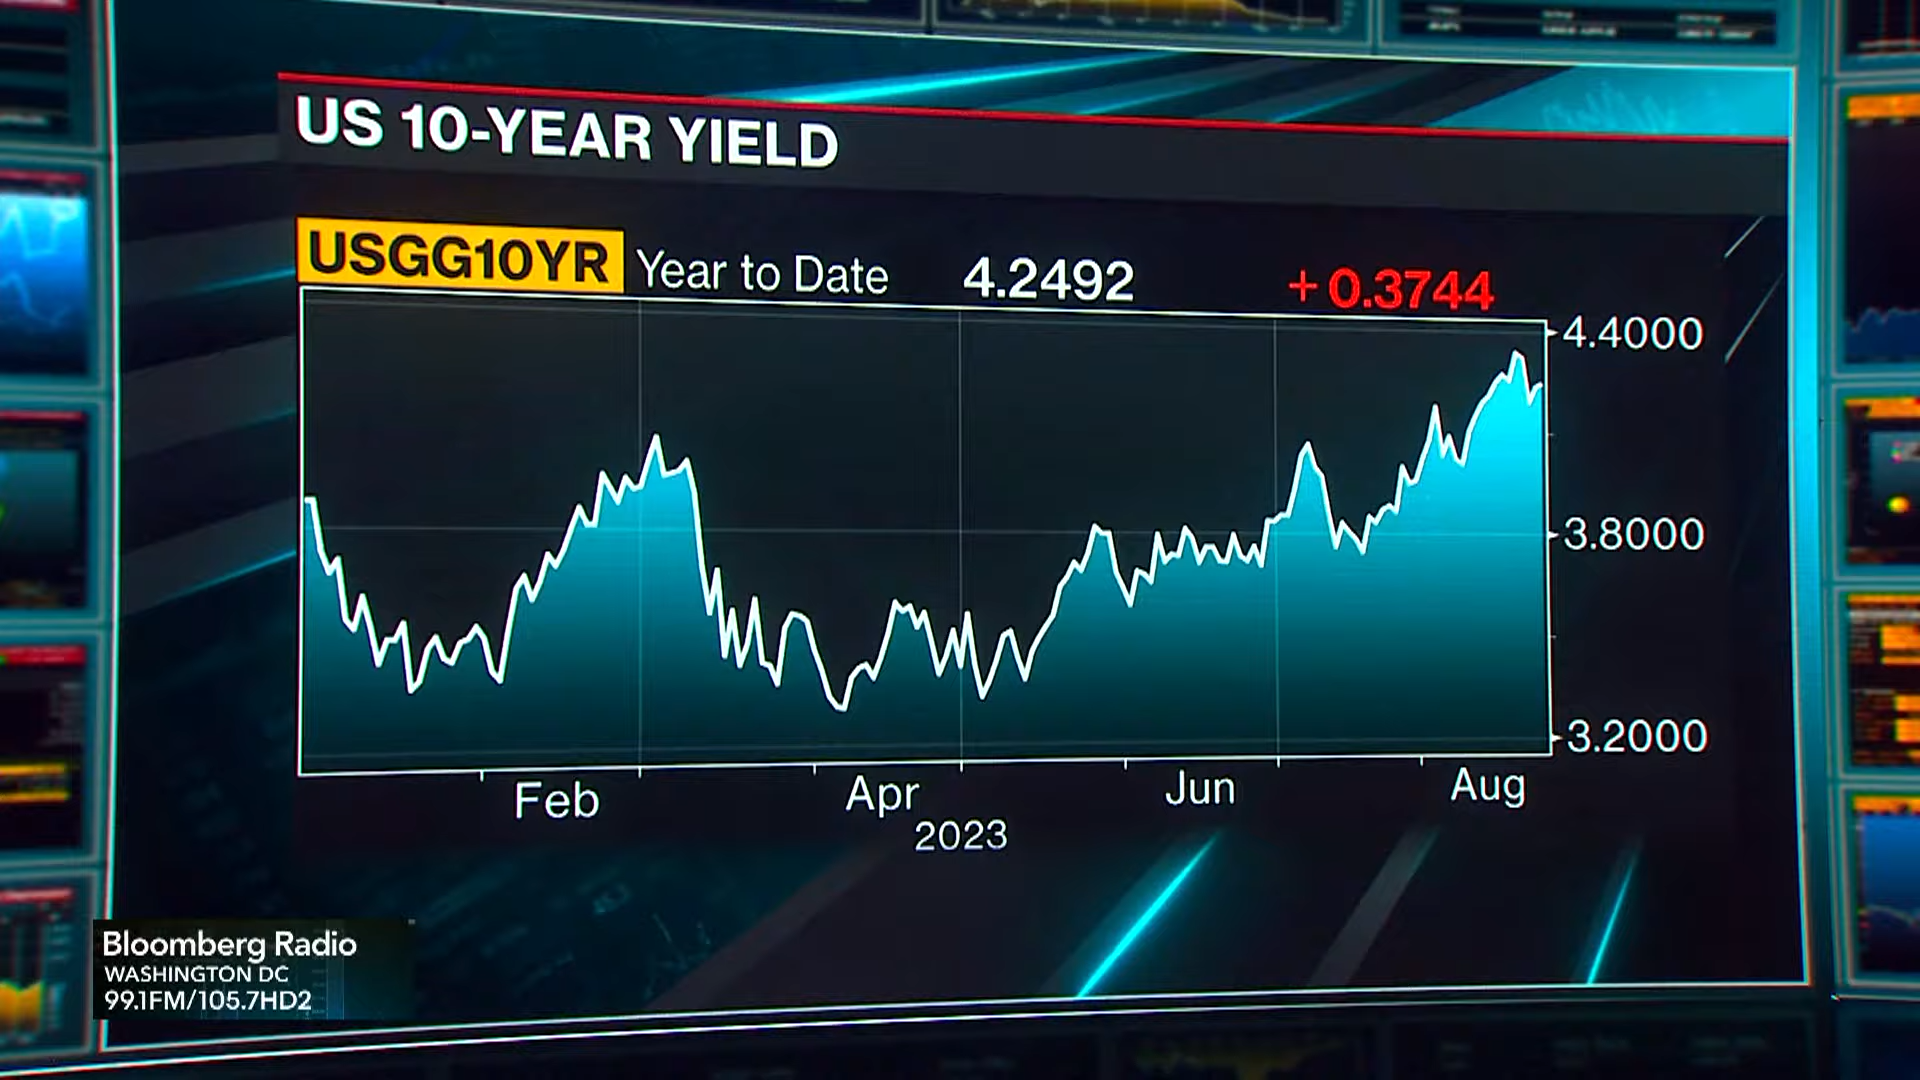 US 10-YEAR YIELD
USGG10YR Year to Date 4.2492 +0.3744
4.4000
3.8000
3.2000
Feb Apr Jun Aug
2023
Bloomberg Radio
WASHINGTON DC
99.1FM/105.7HD2